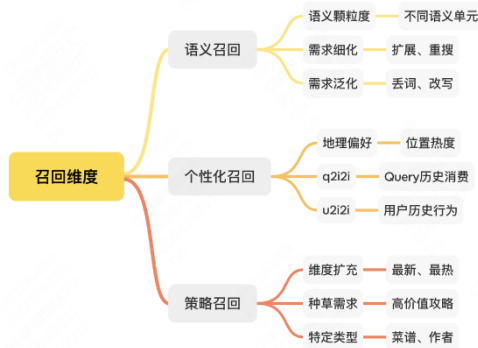 召回维度
语义召回
语义颗粒度
不同语义单元
需求细化
扩展、重搜
需求泛化
丢词、改写
个性化召回
地理偏好
位置热度
q2i2i
Query历史消费
u2i2i
用户历史行为
策略召回
维度扩充
最新、最热
种草需求
高价值攻略
特定类型
菜谱、作者